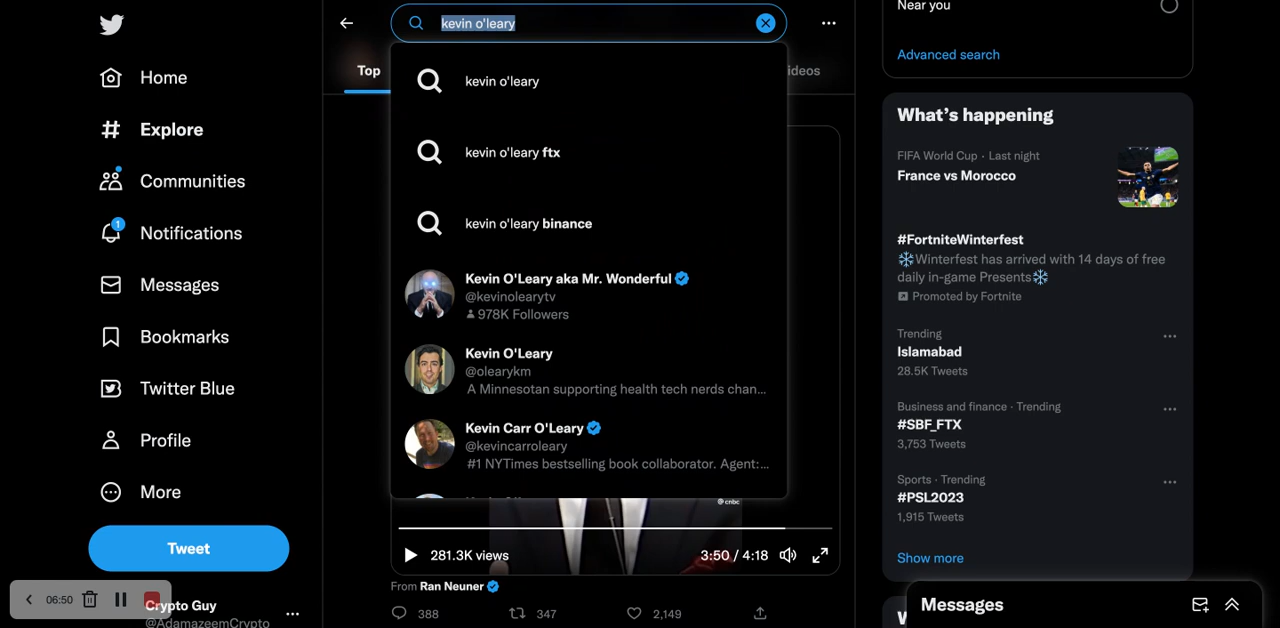 Home
Explore
Communities
1
Notifications
Messages
Bookmarks
Twitter Blue
Profile
More
Tweet
06:50
Crypto Guy
@AdamazeemCrypto
kevin o'leary
Top
ideos
kevin o'leary
kevin o'leary ftx
kevin o'leary binance
Kevin O'Leary aka Mr. Wonderful
@kevinolearytv
978K Followers
Kevin O'Leary
@olearykm
A Minnesotan supporting health tech nerds chan...
Kevin Carr O'Leary
@kevincarroleary
#1 NYTimes bestselling book collaborator. Agent:...
@cnbc
281.3K views
3:50 / 4:18
From Ran Neuner
388
347
2,149
Near you
Advanced search
What's happening
FIFA World Cup · Last night
France vs Morocco
#FortniteWinterfest
❄️Winterfest has arrived with 14 days of free
daily in-game Presents❄️
Promoted by Fortnite
Trending
Islamabad
28.5K Tweets
Business and finance · Trending
#SBF_FTX
3,753 Tweets
Sports · Trending
#PSL2023
1,915 Tweets
Show more
Messages